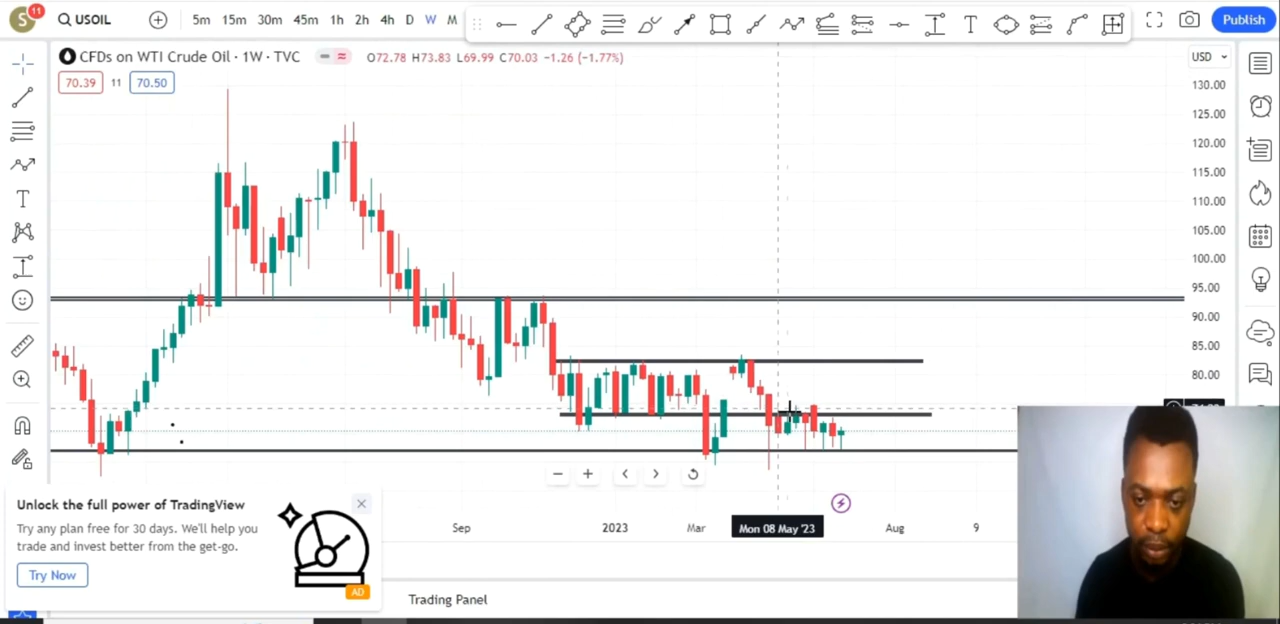 S 11 USOIL 5m 15m 30m 45m 1h 2h 4h D W M Publish
CFDs on WTI Crude Oil · 1W · TVC O72.78 H73.83 L69.99 C70.03 −1.26 (−1.77%) USD
70.39 11 70.50
130.00
125.00
120.00
115.00
110.00
105.00
100.00
95.00
90.00
85.00
80.00
Unlock the full power of TradingView
Try any plan free for 30 days. We'll help you
trade and invest better from the get-go.
Try Now
AD
Sep 2023 Mar Mon 08 May '23 Aug 9
Trading Panel